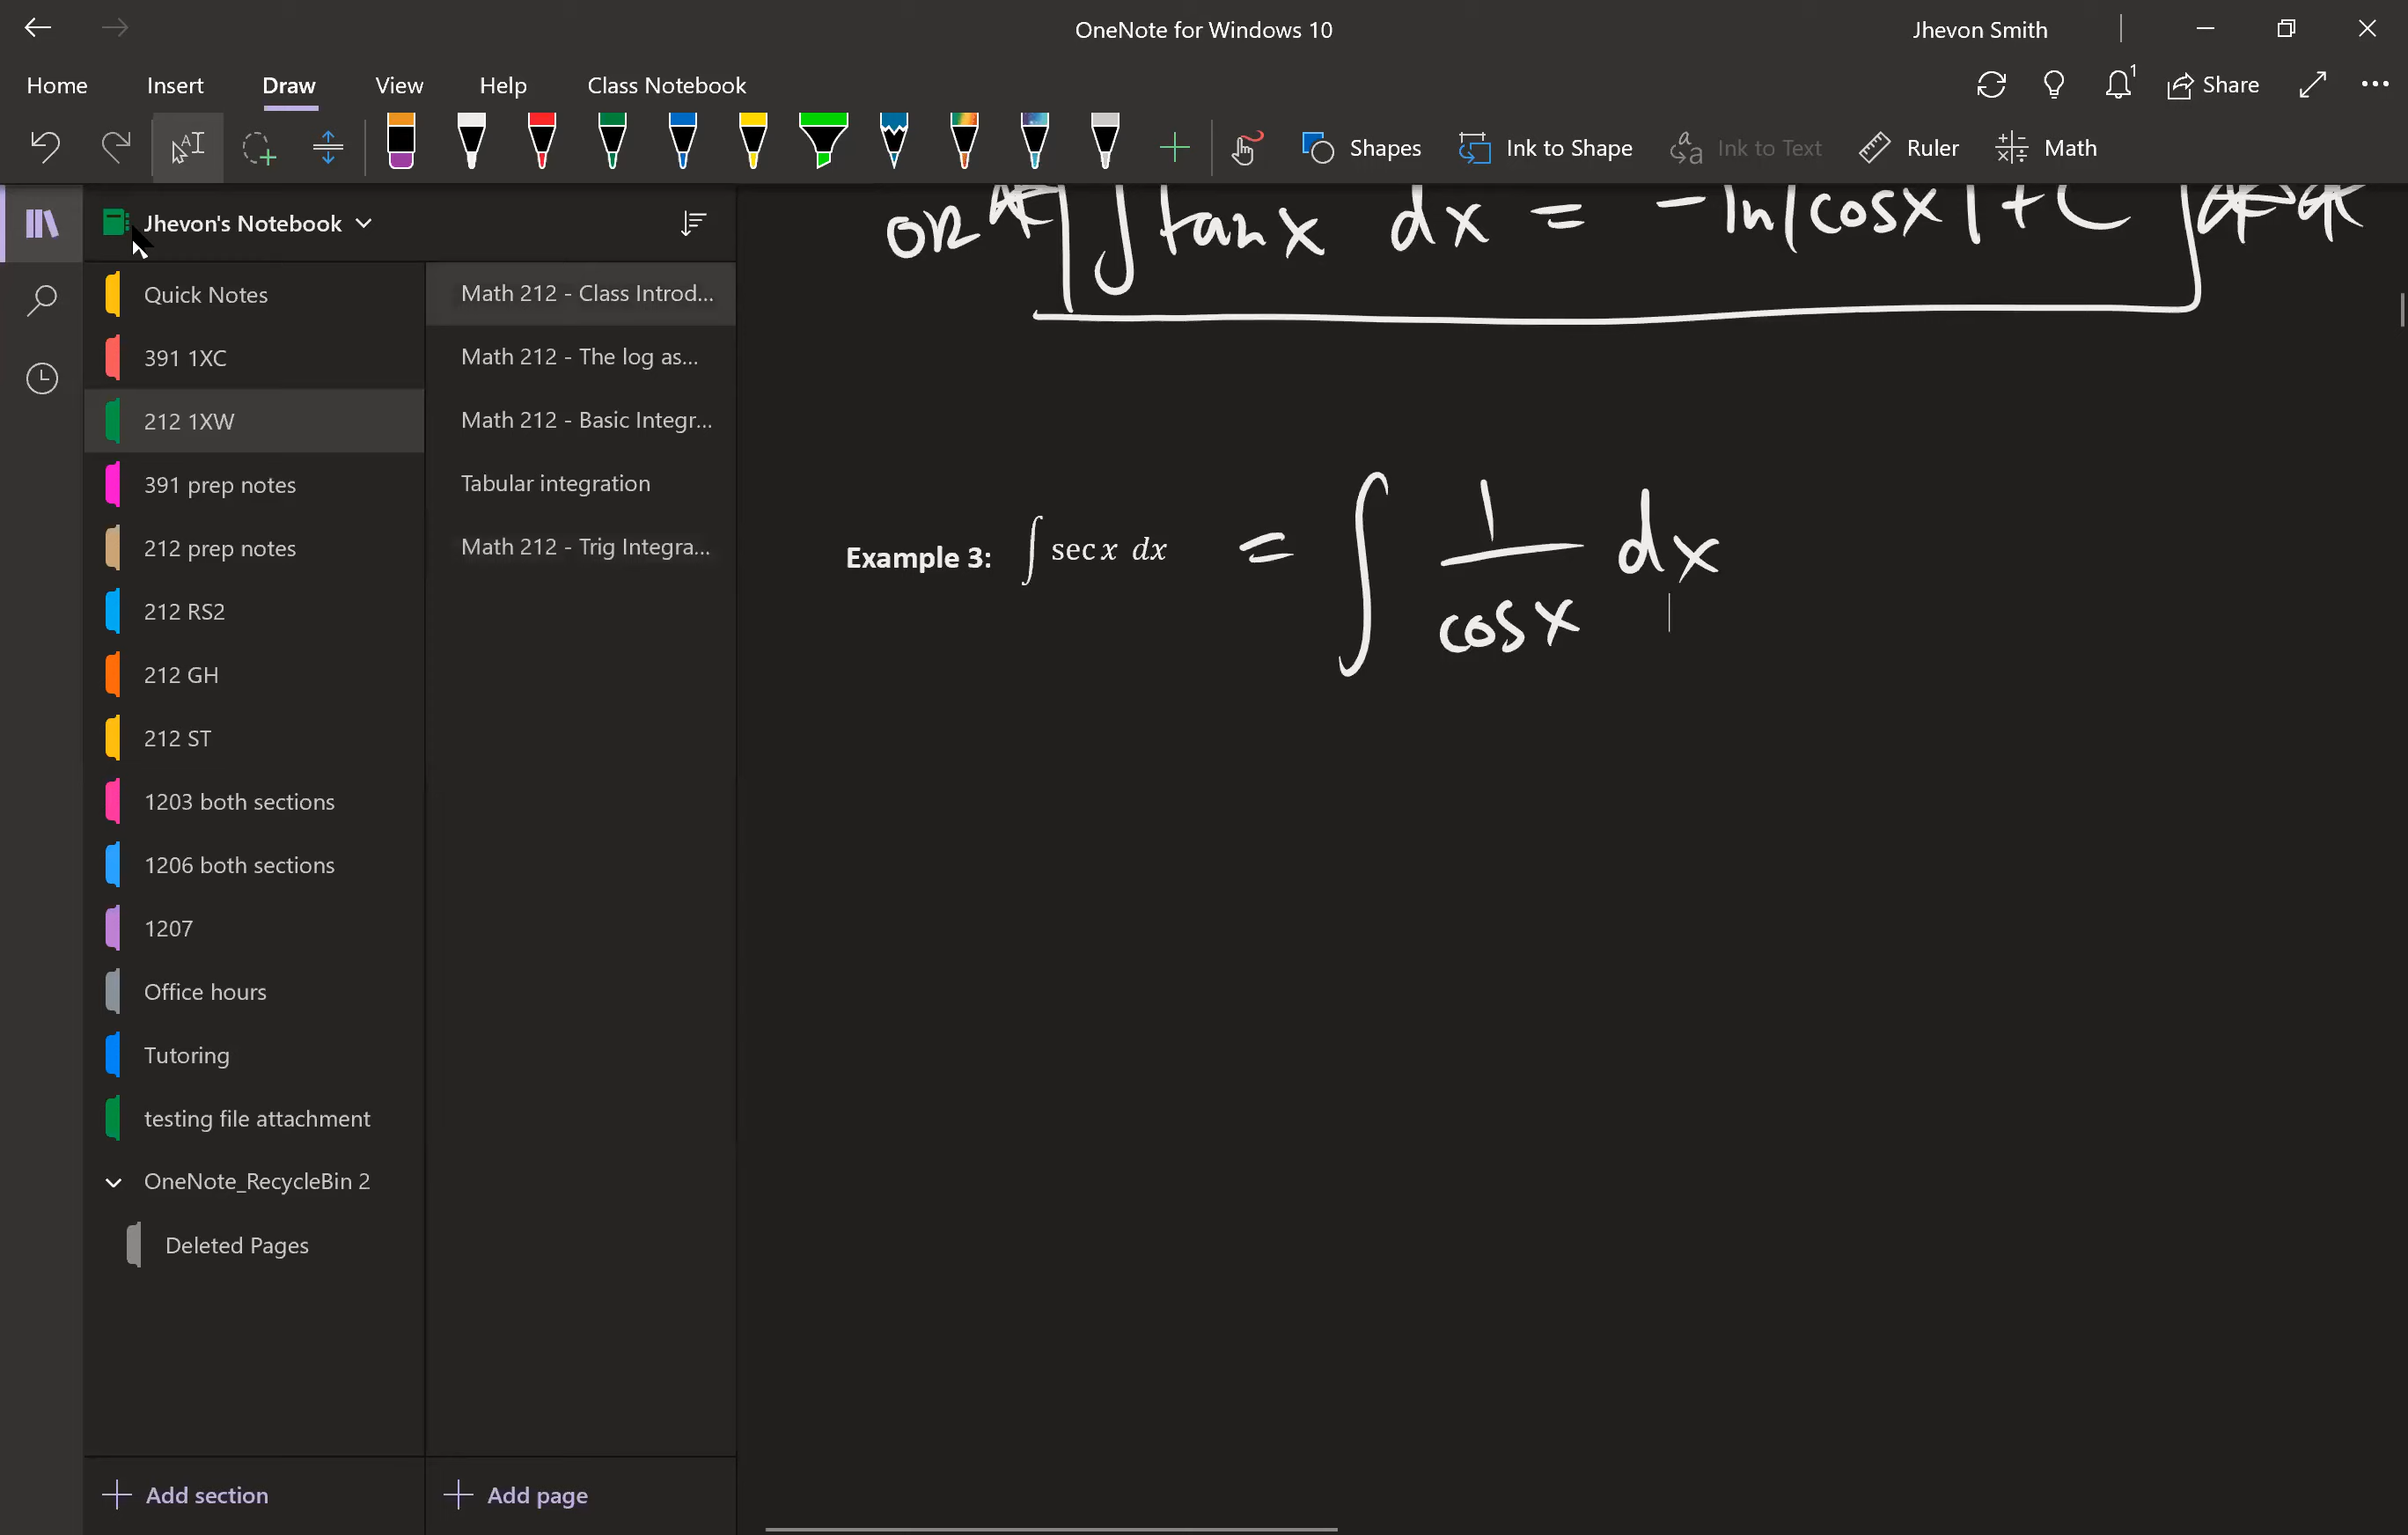 OneNote for Windows 10
Jhevon Smith
Home Insert Draw View Help Class Notebook
1 Share
Shapes Ink to Shape Ink to Text Ruler Math
Jhevon's Notebook
Quick Notes
391 1XC
212 1XW
391 prep notes
212 prep notes
212 RS2
212 GH
212 ST
1203 both sections
1206 both sections
1207
Office hours
Tutoring
testing file attachment
OneNote_RecycleBin 2
Deleted Pages
Add section
Math 212 - Class Introd...
Math 212 - The log as...
Math 212 - Basic Integr...
Tabular integration
Math 212 - Trig Integra...
Add page
OR ∫ tan x dx = -ln|cos x| + C
Example 3: ∫ sec x dx = ∫ 1/cos x dx